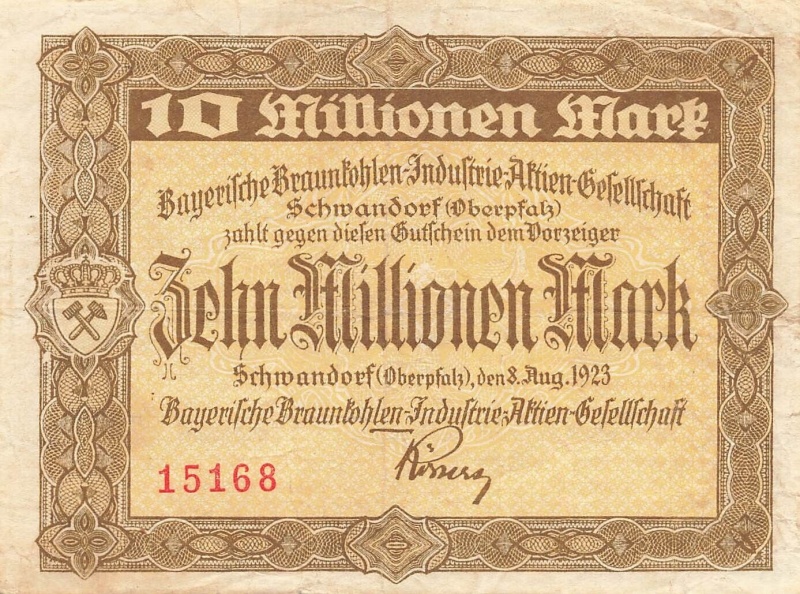 10 Millionen Mark
Bayerische Braunkohlen-Industrie-Aktien-Gesellschaft
Schwandorf (Oberpfalz)
zahlt gegen diesen Gutschein dem Vorzeiger
Zehn Millionen Mark
Schwandorf (Oberpfalz), den 8. Aug. 1923
Bayerische Braunkohlen-Industrie-Aktien-Gesellschaft
15168